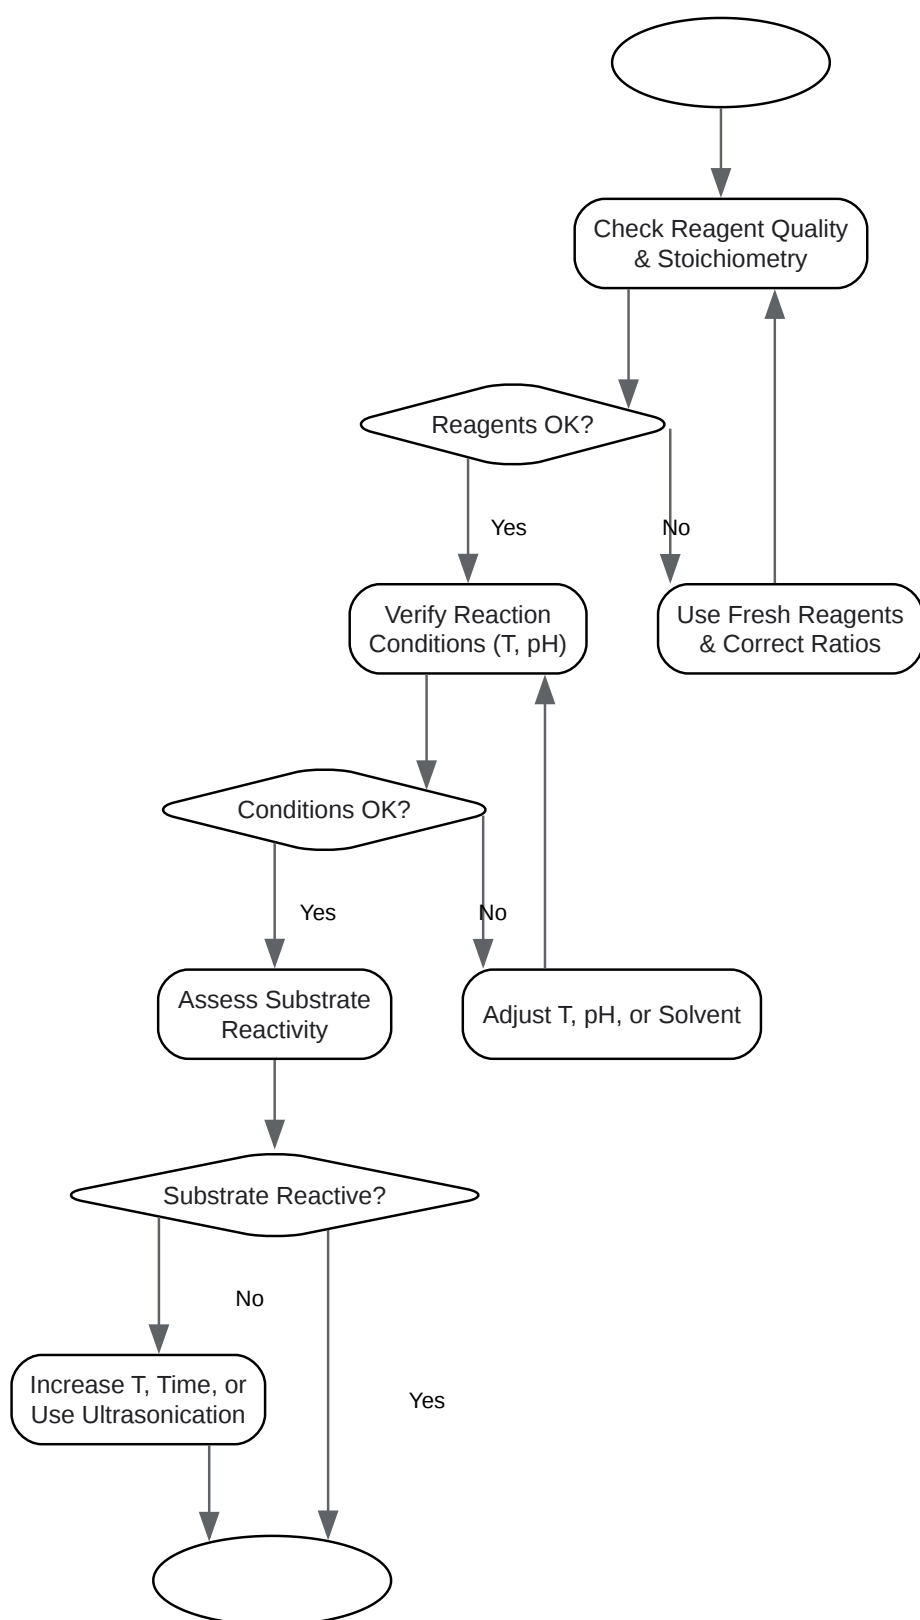 Check Reagent Quality
& Stoichiometry
Reagents OK?
Yes
No
Verify Reaction
Conditions (T, pH)
Use Fresh Reagents
& Correct Ratios
Conditions OK?
Yes
No
Assess Substrate
Reactivity
Adjust T, pH, or Solvent
Substrate Reactive?
No
Increase T, Time, or
Use Ultrasonication
Yes